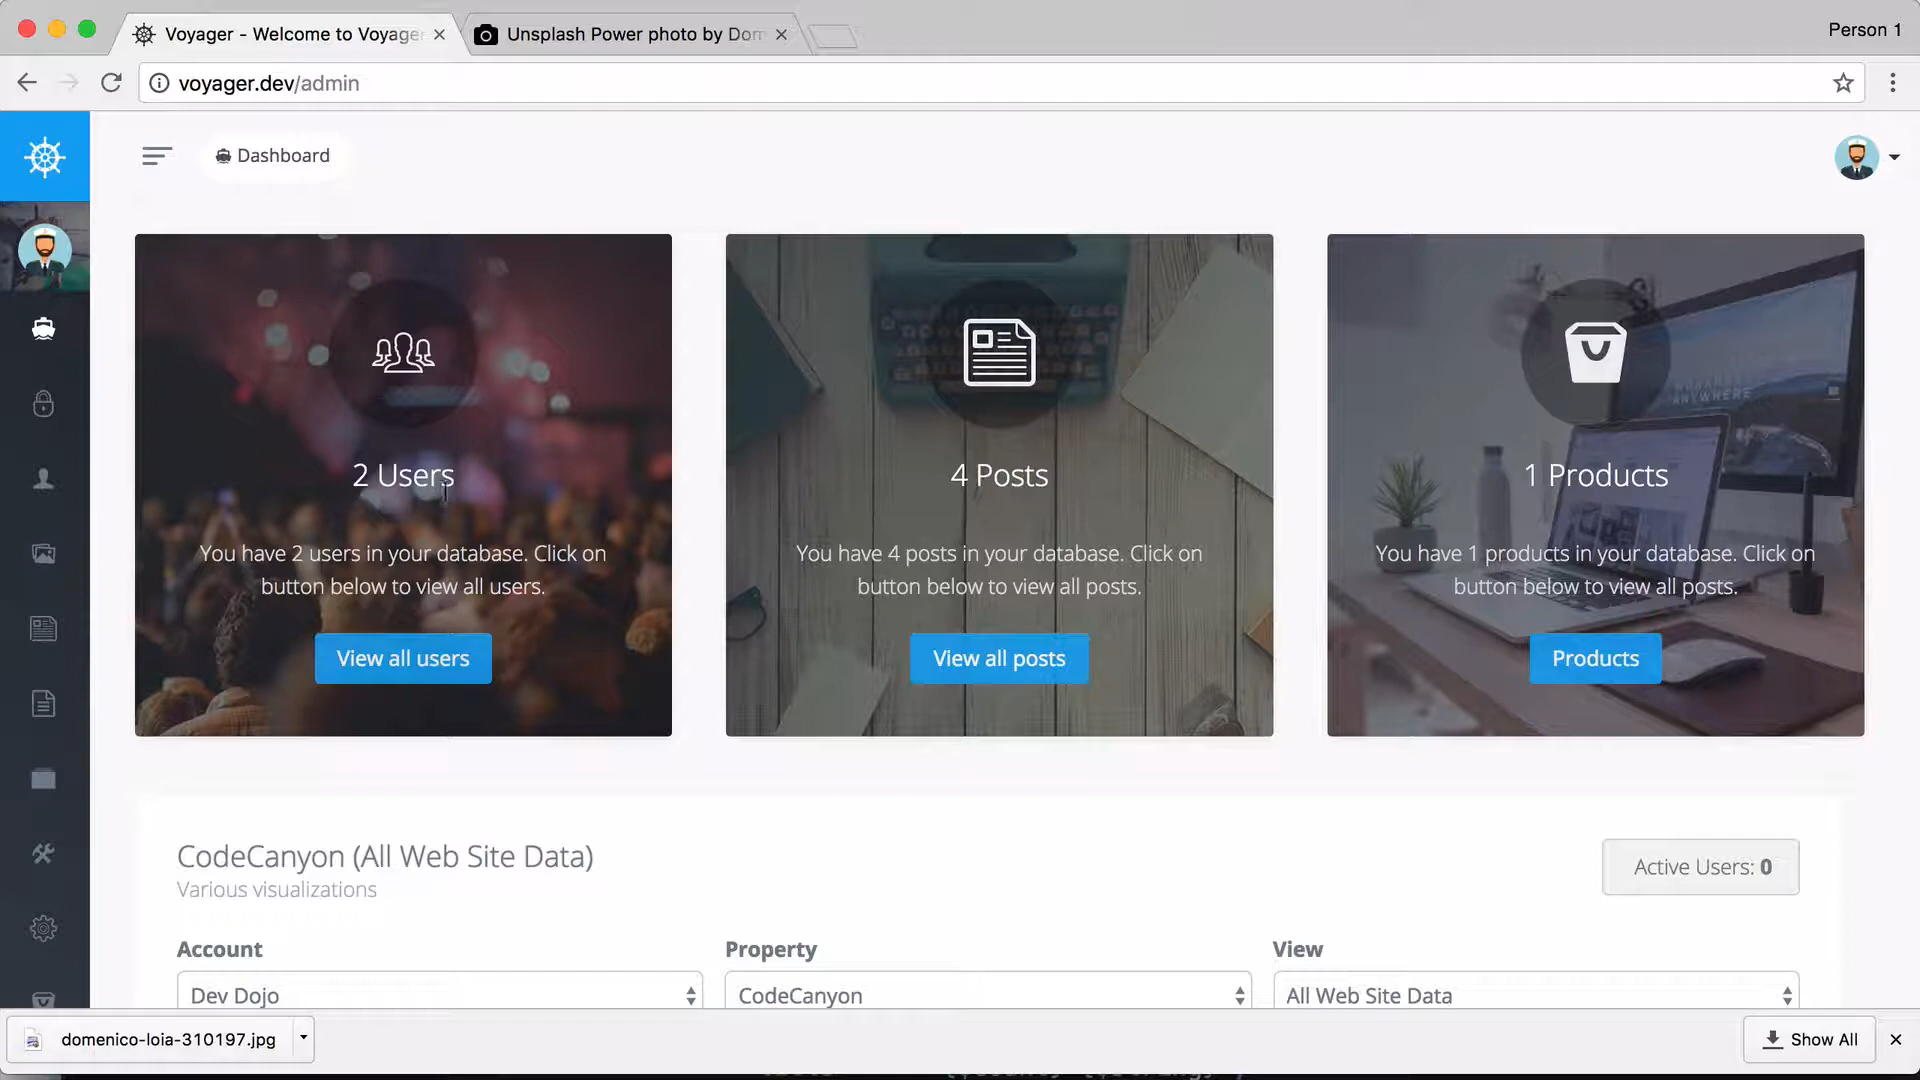 Voyager - Welcome to Voyager
Unsplash Power photo by Dom
Person 1
voyager.dev/admin
Dashboard
2 Users
You have 2 users in your database. Click on
button below to view all users.
View all users
4 Posts
You have 4 posts in your database. Click on
button below to view all posts.
View all posts
1 Products
You have 1 products in your database. Click on
button below to view all posts.
Products
CodeCanyon (All Web Site Data)
Various visualizations
Active Users: 0
Account
Property
View
Dev Dojo
CodeCanyon
All Web Site Data
domenico-loia-310197.jpg
Show All